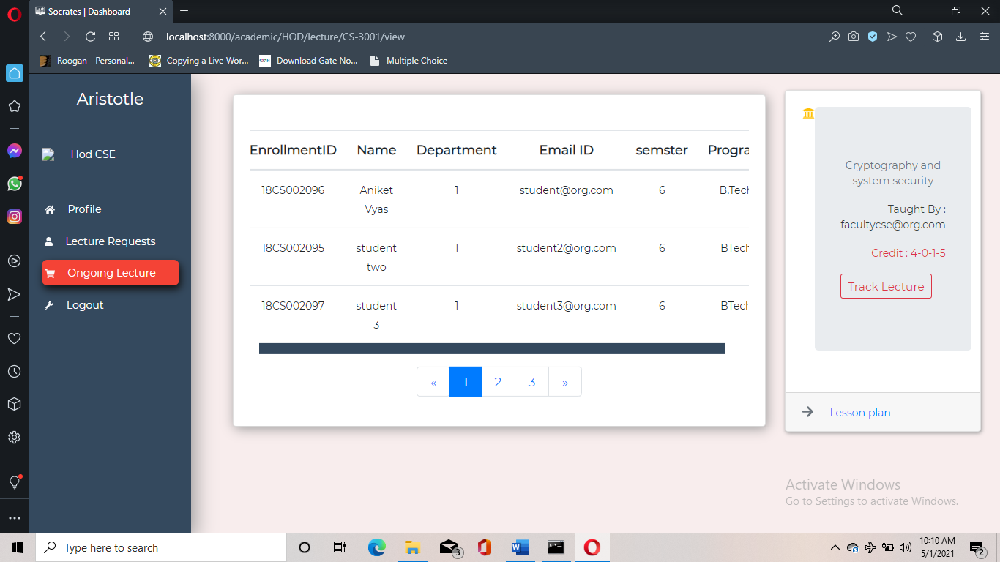 Socrates | Dashboard
localhost:8000/academic/HOD/lecture/CS-3001/view
Roogan - Personal...
Copying a Live Wor...
Download Gate No...
Multiple Choice
Aristotle
Hod CSE
Profile
Lecture Requests
Ongoing Lecture
Logout
EnrollmentID Name Department Email ID semster Progra
18CS002096 Aniket Vyas 1 student@org.com 6 B.Tech
18CS002095 student two 1 student2@org.com 6 BTech
18CS002097 student 3 1 student3@org.com 6 BTech
« 1 2 3 »
Cryptography and
system security
Taught By :
facultycse@org.com
Credit : 4-0-1-5
Track Lecture
Lesson plan
Activate Windows
Go to Settings to activate Windows.
Type here to search
3
10:10 AM
5/1/2021
2